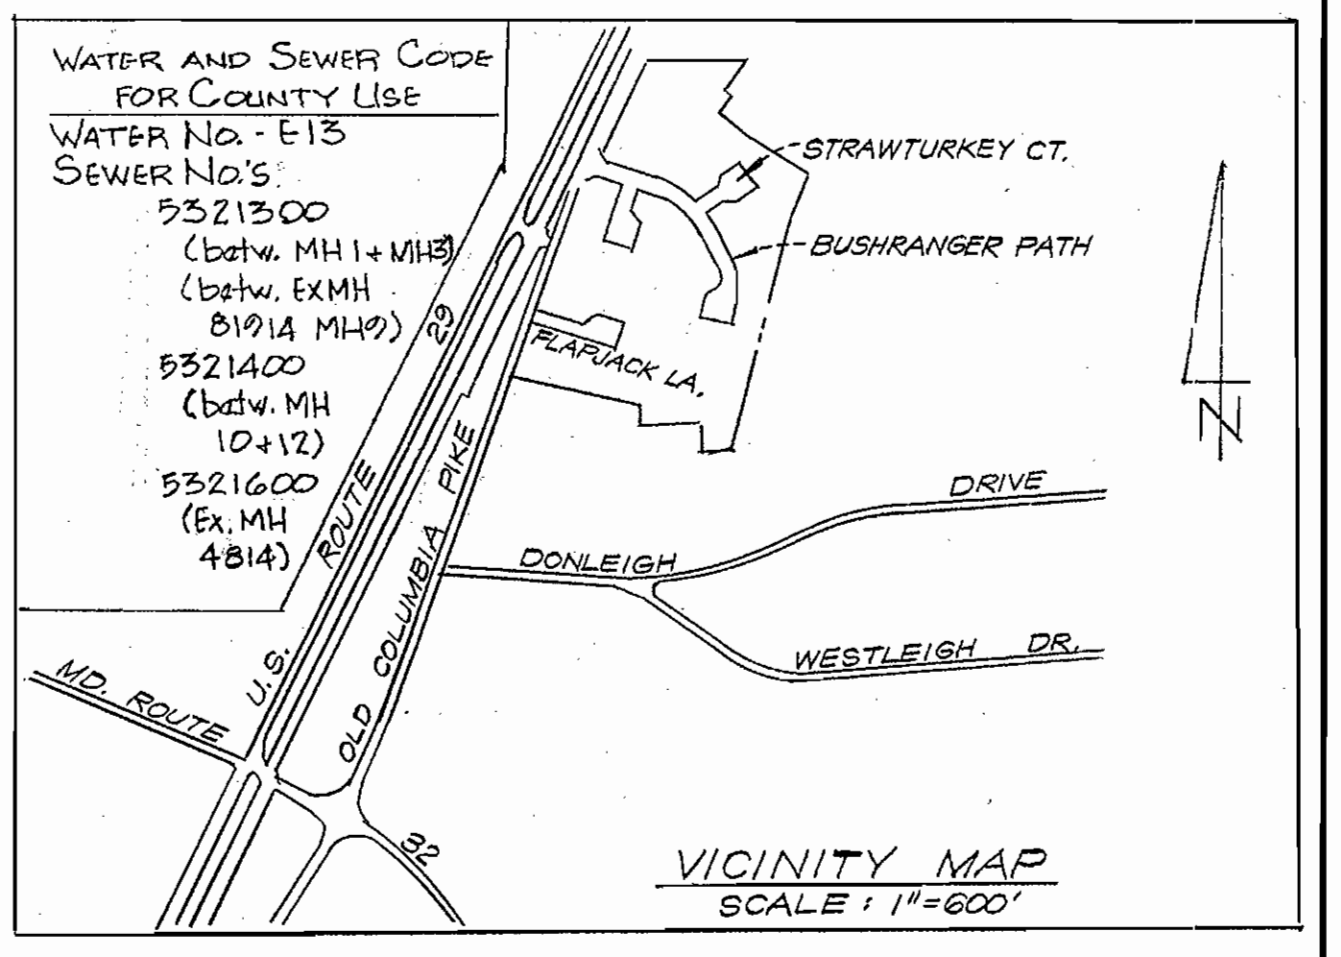 WATER AND SEWER CODE
FOR COUNTY USE
WATER NO. - E13
SEWER NO.'S:
5321300
(betw. MH 1 + MH3)
(betw. EXMH
81914 MH9)
5321400
(betw. MH
10+12)
5321600
(EX. MH
4814)
STRAWTURKEY CT.
BUSHRANGER PATH
FLAPJACK LA.
U.S. ROUTE 29
OLD COLUMBIA PIKE
N
DONLEIGH DRIVE
WESTLEIGH DR.
MD. ROUTE 32
VICINITY MAP
SCALE : 1"=600'